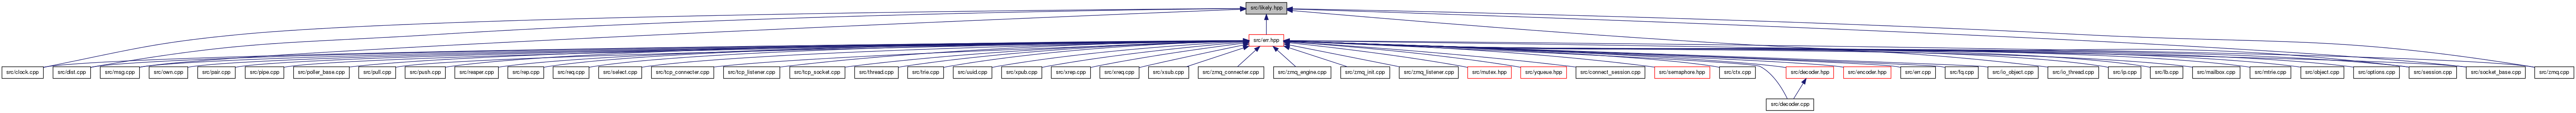 src/likely.hpp
src/err.hpp
src/clock.cpp
src/dist.cpp
src/msg.cpp
src/own.cpp
src/pair.cpp
src/pipe.cpp
src/poller_base.cpp
src/pull.cpp
src/push.cpp
src/reaper.cpp
src/rep.cpp
src/req.cpp
src/select.cpp
src/tcp_connecter.cpp
src/tcp_listener.cpp
src/tcp_socket.cpp
src/thread.cpp
src/trie.cpp
src/uuid.cpp
src/xpub.cpp
src/xrep.cpp
src/xreq.cpp
src/xsub.cpp
src/zmq_connecter.cpp
src/zmq_engine.cpp
src/zmq_init.cpp
src/zmq_listener.cpp
src/mutex.hpp
src/yqueue.hpp
src/connect_session.cpp
src/semaphore.hpp
src/ctx.cpp
src/decoder.hpp
src/encoder.hpp
src/err.cpp
src/fq.cpp
src/io_object.cpp
src/io_thread.cpp
src/ip.cpp
src/lb.cpp
src/mailbox.cpp
src/mtrie.cpp
src/object.cpp
src/options.cpp
src/session.cpp
src/socket_base.cpp
src/zmq.cpp
src/decoder.cpp